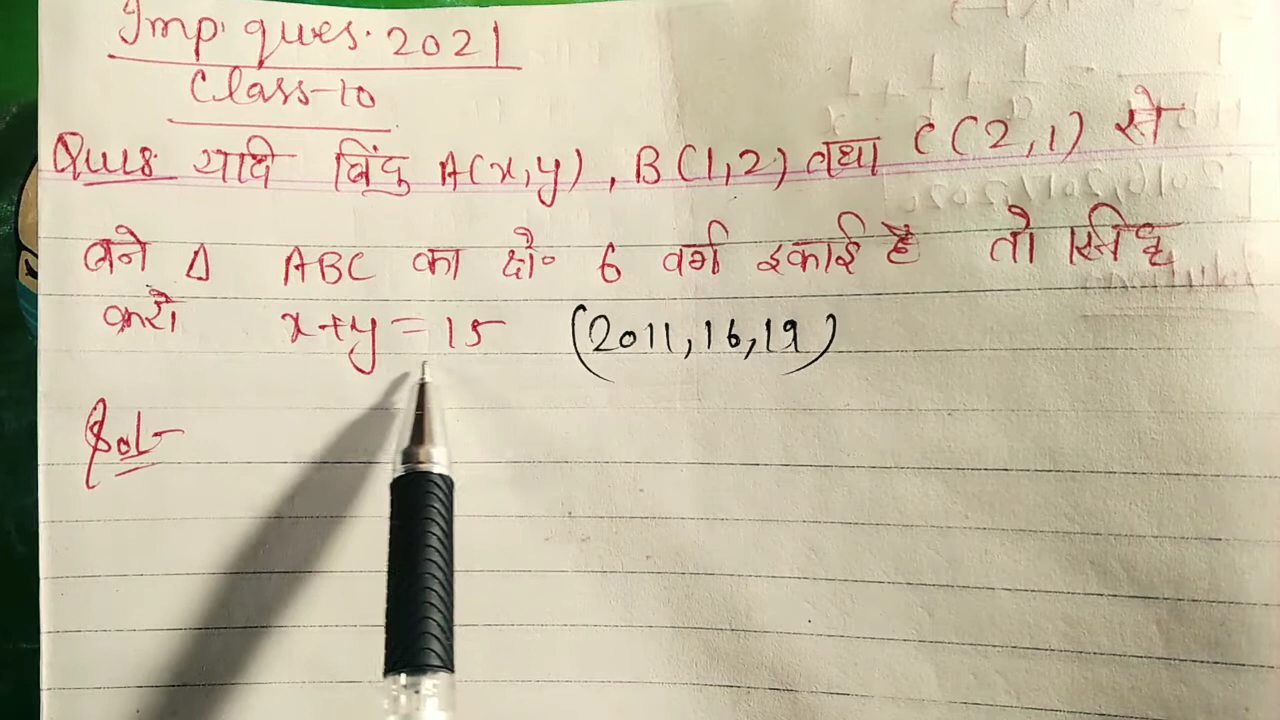 Imp. ques. 2021
Class-10
Ques. यदि बिंदु A(x,y), B(1,2) तथा C(2,1) से
बने Δ ABC का क्षे० 6 वर्ग इकाई है तो सिद्ध
करो x+y=15 (2011,16,19)
Sol-